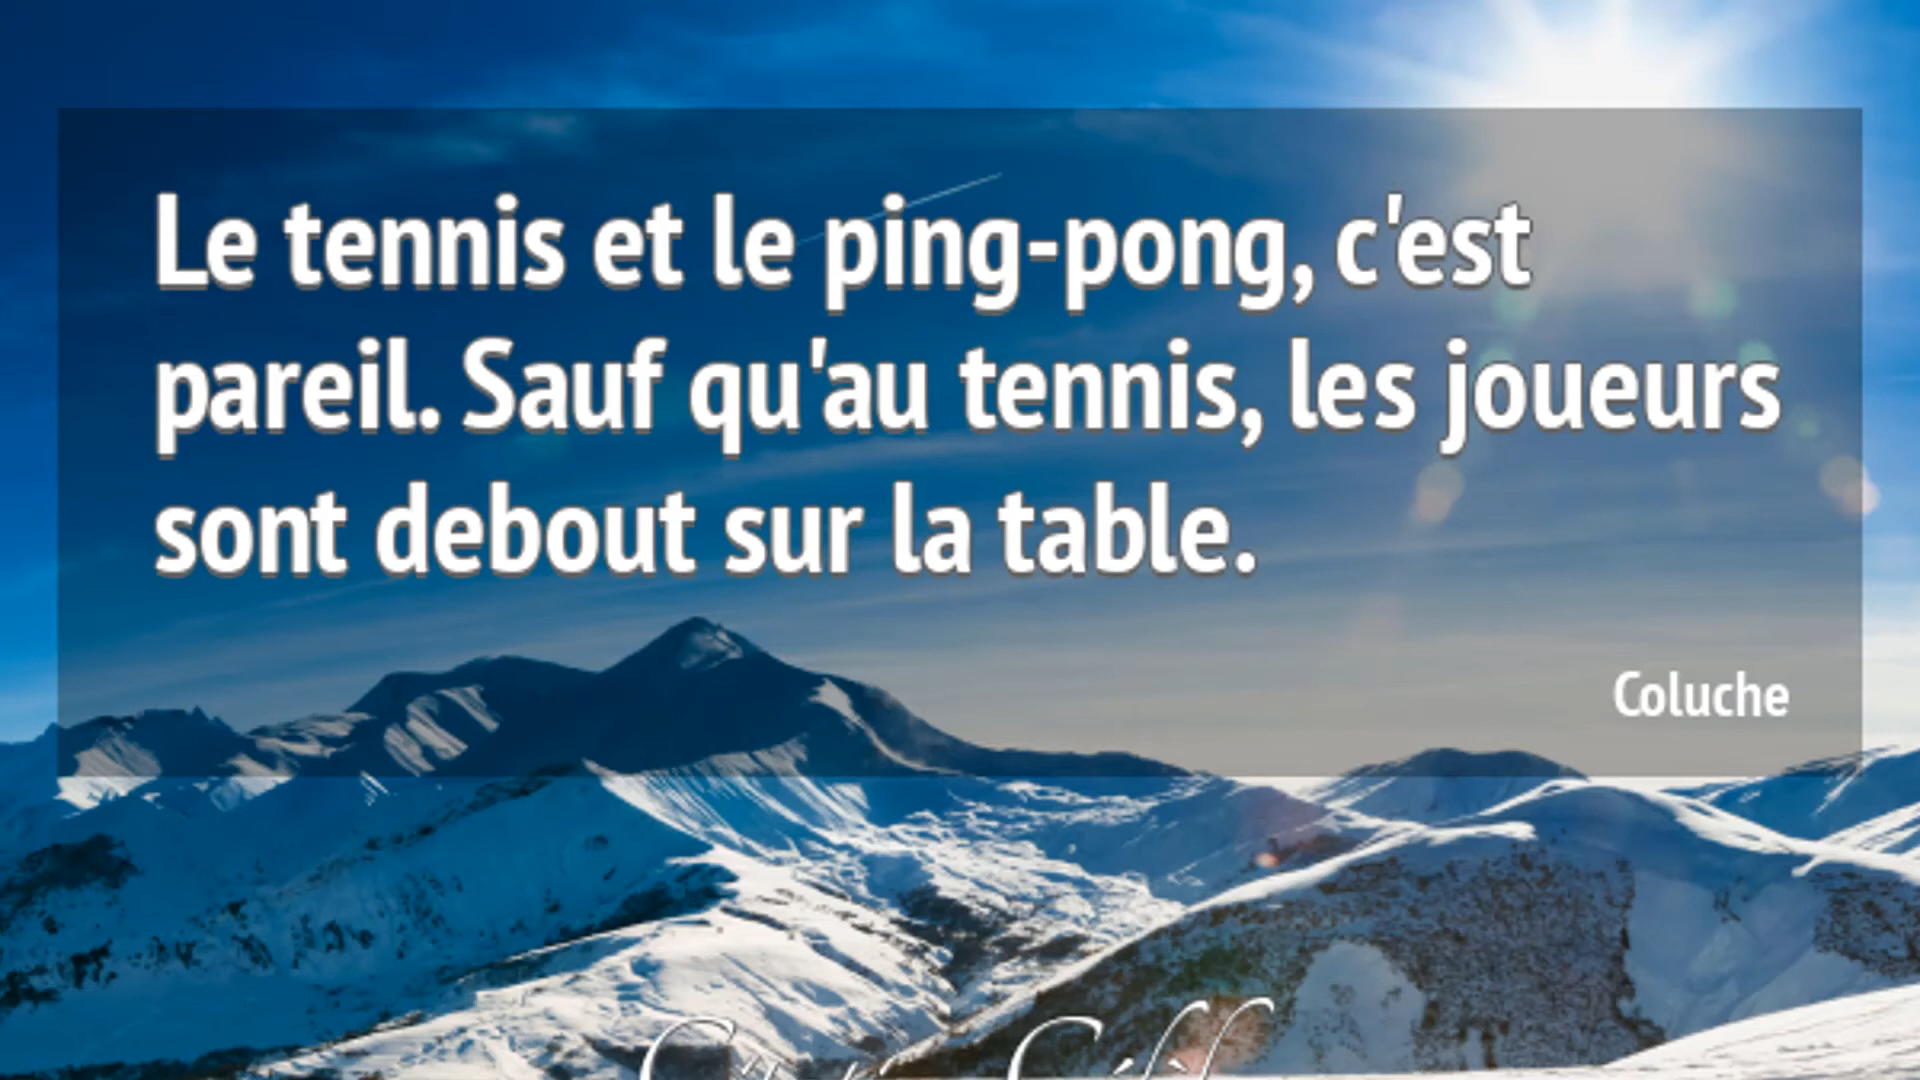 Le tennis et le ping-pong, c'est
pareil. Sauf qu'au tennis, les joueurs
sont debout sur la table.
Coluche